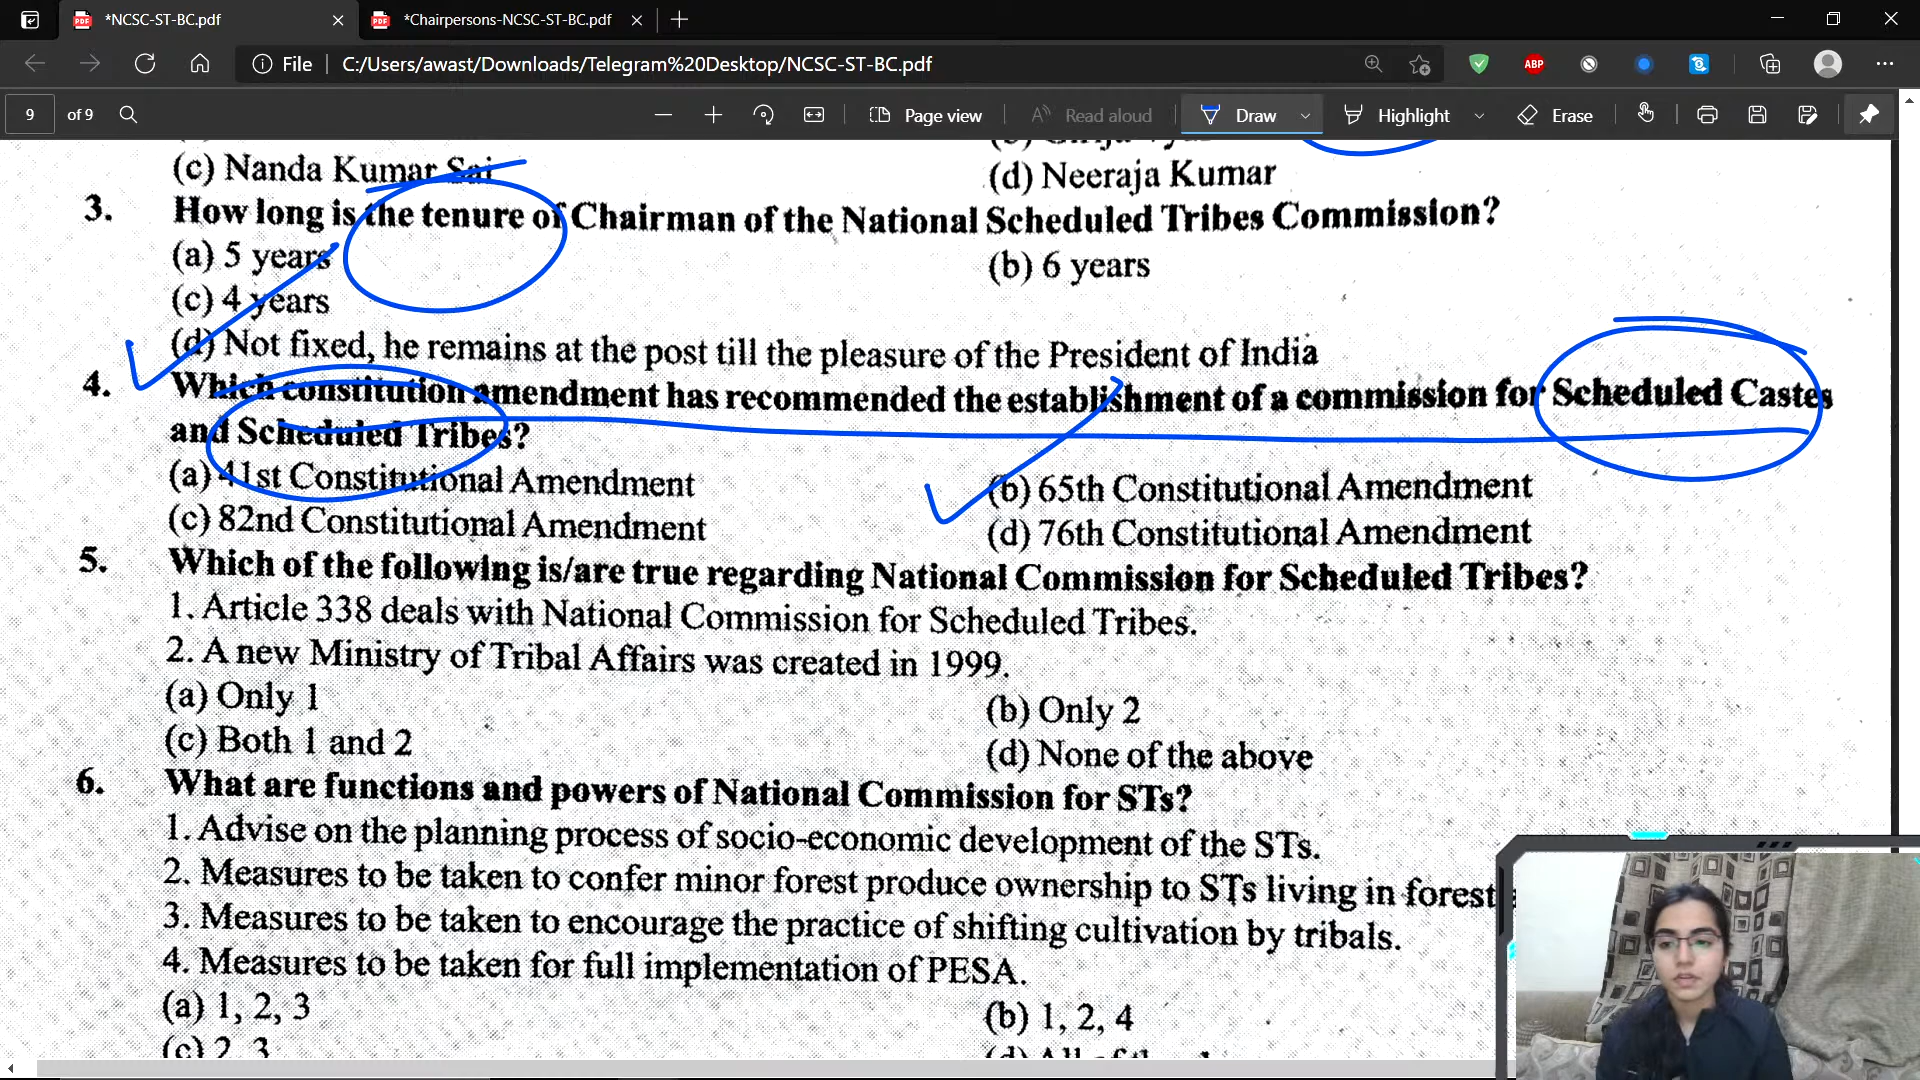 *NCSC-ST-BC.pdf
*Chairpersons-NCSC-ST-BC.pdf
File
C:/Users/awast/Downloads/Telegram%20Desktop/NCSC-ST-BC.pdf
ABP
9 of 9
Page view
Read aloud
Draw
Highlight
Erase
(c) Nanda Kumar Sai
(d) Neeraja Kumar
3. How long is the tenure of Chairman of the National Scheduled Tribes Commission?
(a) 5 years
(b) 6 years
(c) 4 years
(d) Not fixed, he remains at the post till the pleasure of the President of India
4. Which constitution amendment has recommended the establishment of a commission for Scheduled Castes
and Scheduled Tribes?
(a) 41st Constitutional Amendment
(b) 65th Constitutional Amendment
(c) 82nd Constitutional Amendment
(d) 76th Constitutional Amendment
5. Which of the following is/are true regarding National Commission for Scheduled Tribes?
1. Article 338 deals with National Commission for Scheduled Tribes.
2. A new Ministry of Tribal Affairs was created in 1999.
(a) Only 1
(b) Only 2
(c) Both 1 and 2
(d) None of the above
6. What are functions and powers of National Commission for STs?
1. Advise on the planning process of socio-economic development of the STs.
2. Measures to be taken to confer minor forest produce ownership to STs living in forest
3. Measures to be taken to encourage the practice of shifting cultivation by tribals.
4. Measures to be taken for full implementation of PESA.
(a) 1, 2, 3
(b) 1, 2, 4
(c) 2, 3